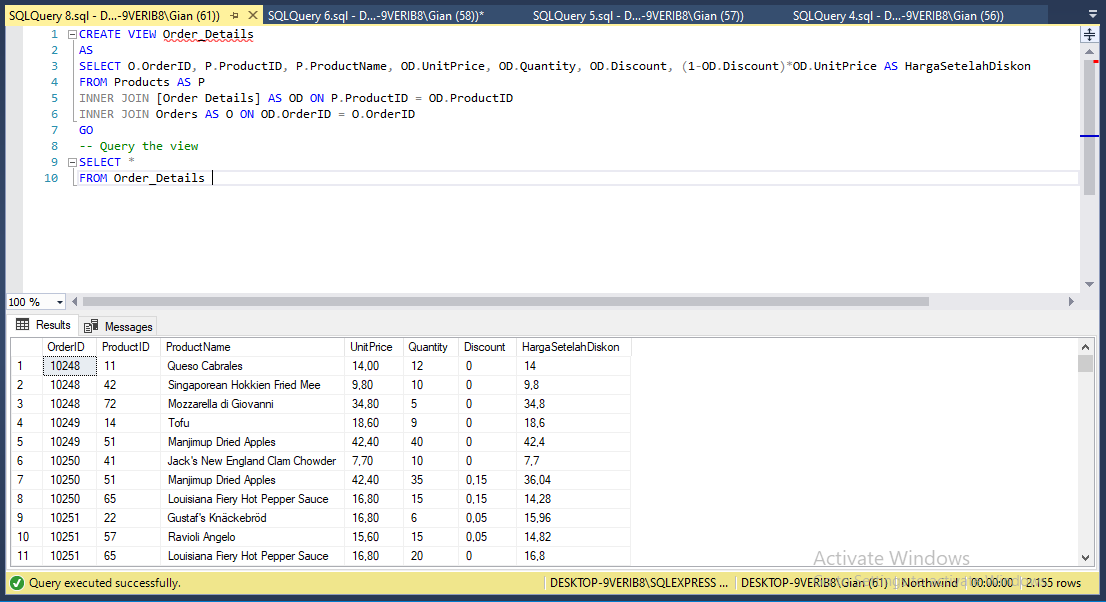 SQLQuery 8.sql - D...-9VERIB8\Gian (61)) SQLQuery 6.sql - D...-9VERIB8\Gian (58))* SQLQuery 5.sql - D...-9VERIB8\Gian (57)) SQLQuery 4.sql - D...-9VERIB8\Gian (56))
1 CREATE VIEW Order_Details
2 AS
3 SELECT O.OrderID, P.ProductID, P.ProductName, OD.UnitPrice, OD.Quantity, OD.Discount, (1-OD.Discount)*OD.UnitPrice AS HargaSetelahDiskon
4 FROM Products AS P
5 INNER JOIN [Order Details] AS OD ON P.ProductID = OD.ProductID
6 INNER JOIN Orders AS O ON OD.OrderID = O.OrderID
7 GO
8 -- Query the view
9 SELECT *
10 FROM Order_Details
100 %
Results Messages
OrderID ProductID ProductName UnitPrice Quantity Discount HargaSetelahDiskon
1 10248 11 Queso Cabrales 14,00 12 0 14
2 10248 42 Singaporean Hokkien Fried Mee 9,80 10 0 9,8
3 10248 72 Mozzarella di Giovanni 34,80 5 0 34,8
4 10249 14 Tofu 18,60 9 0 18,6
5 10249 51 Manjimup Dried Apples 42,40 40 0 42,4
6 10250 41 Jack's New England Clam Chowder 7,70 10 0 7,7
7 10250 51 Manjimup Dried Apples 42,40 35 0,15 36,04
8 10250 65 Louisiana Fiery Hot Pepper Sauce 16,80 15 0,15 14,28
9 10251 22 Gustaf's Knäckebröd 16,80 6 0,05 15,96
10 10251 57 Ravioli Angelo 15,60 15 0,05 14,82
11 10251 65 Louisiana Fiery Hot Pepper Sauce 16,80 20 0 16,8
Activate Windows
Query executed successfully. DESKTOP-9VERIB8\SQLEXPRESS ... DESKTOP-9VERIB8\Gian (61) Northwind 00:00:00 2.155 rows